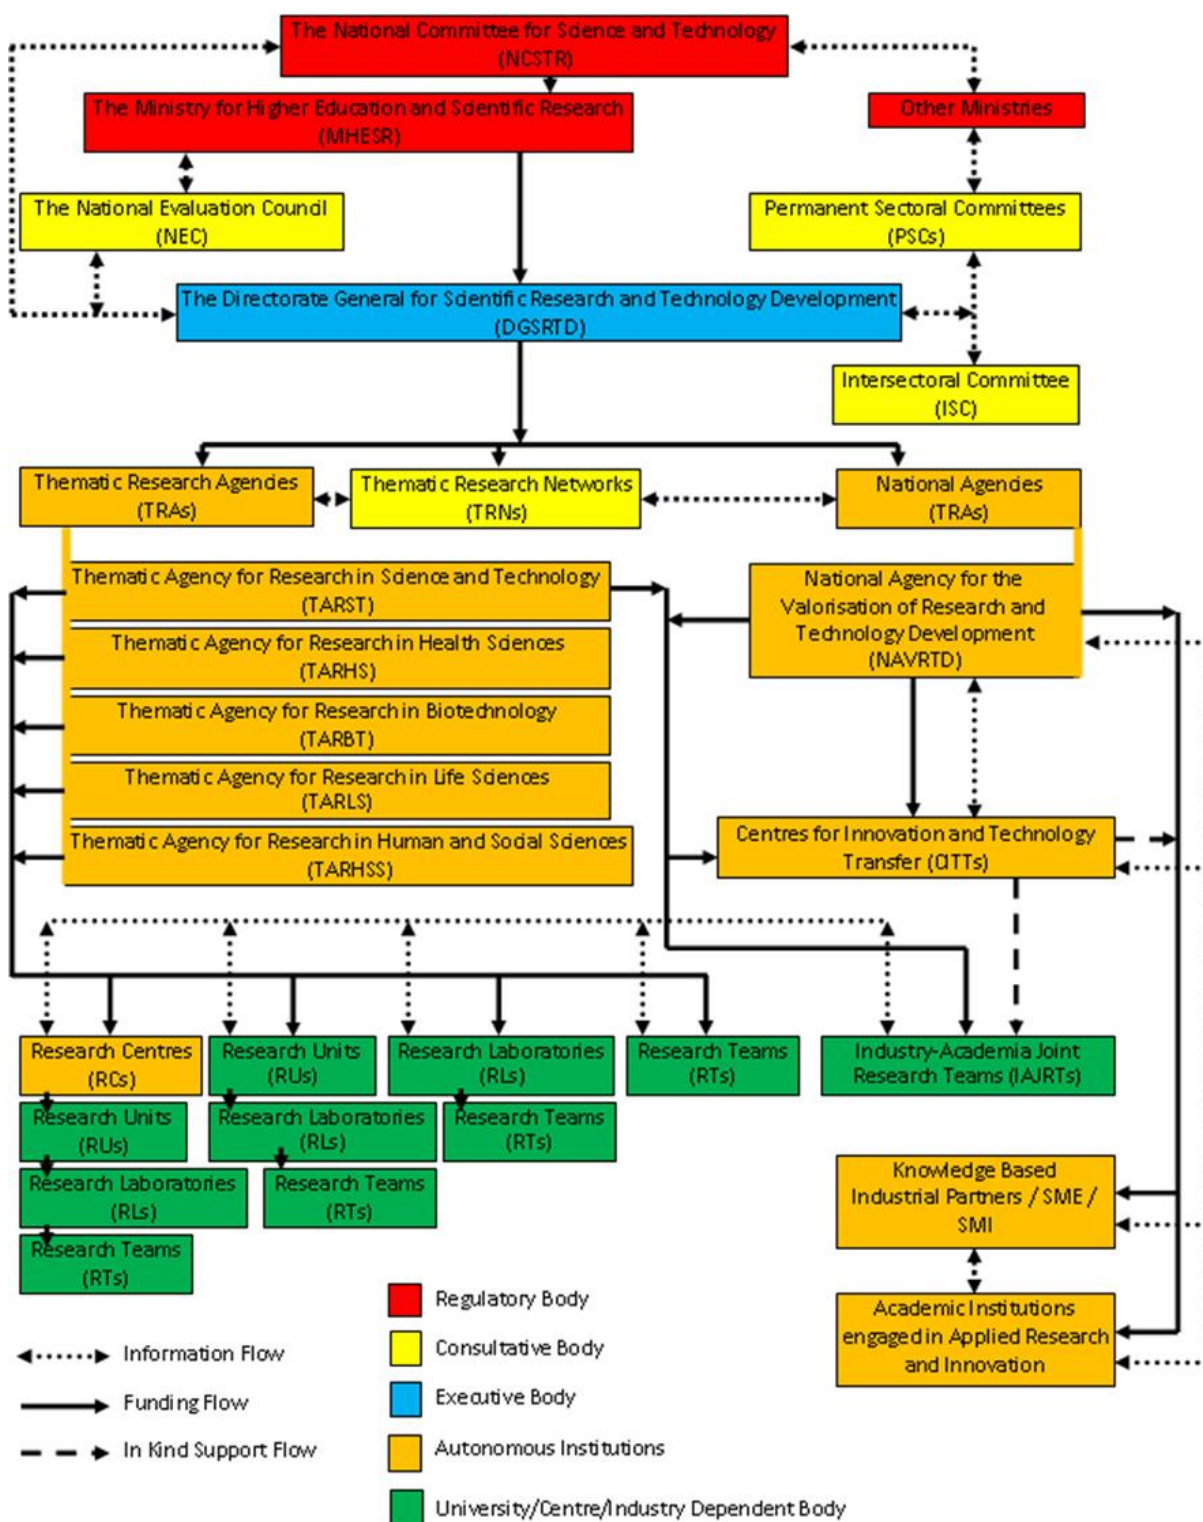 The National Committee for Science and Technology
(NCSTR)
The Ministry for Higher Education and Scientific Research
(MHESR)
Other Ministries
The National Evaluation Council
(NEC)
Permanent Sectoral Committees
(PSCs)
The Directorate General for Scientific Research and Technology Development
(DGSRTD)
Intersectoral Committee
(ISC)
Thematic Research Agencies
(TRAs)
Thematic Research Networks
(TRNs)
National Agencies
(TRAs)
Thematic Agency for Research in Science and Technology
(TARST)
Thematic Agency for Research in Health Sciences
(TARHS)
Thematic Agency for Research in Biotechnology
(TARBT)
Thematic Agency for Research in Life Sciences
(TARLS)
Thematic Agency for Research in Human and Social Sciences
(TARHSS)
National Agency for the
Valorisation of Research and
Technology Development
(NAVRTD)
Centres for Innovation and Technology
Transfer (CITTs)
Research Centres
(RCs)
Research Units
(RUs)
Research Laboratories
(RLs)
Research Teams
(RTs)
Research Units
(RUs)
Research Laboratories
(RLs)
Research Teams
(RTs)
Research Laboratories
(RLs)
Research Teams
(RTs)
Research Teams
(RTs)
Industry-Academia Joint
Research Teams (IAJRTs)
Knowledge Based
Industrial Partners / SME /
SMI
Academic Institutions
engaged in Applied Research
and Innovation
Information Flow
Funding Flow
In Kind Support Flow
Regulatory Body
Consultative Body
Executive Body
Autonomous Institutions
University/Centre/Industry Dependent Body